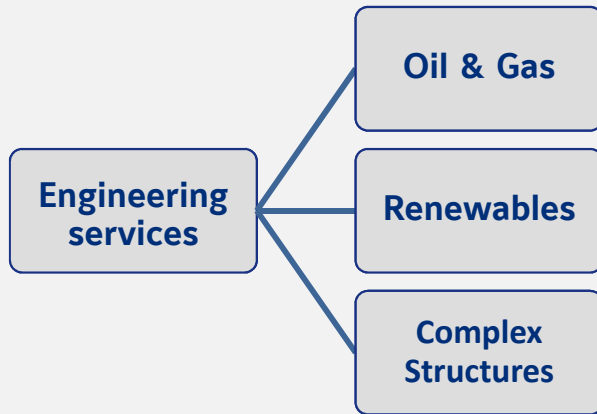 Oil & Gas
Engineering
services
Renewables
Complex
Structures